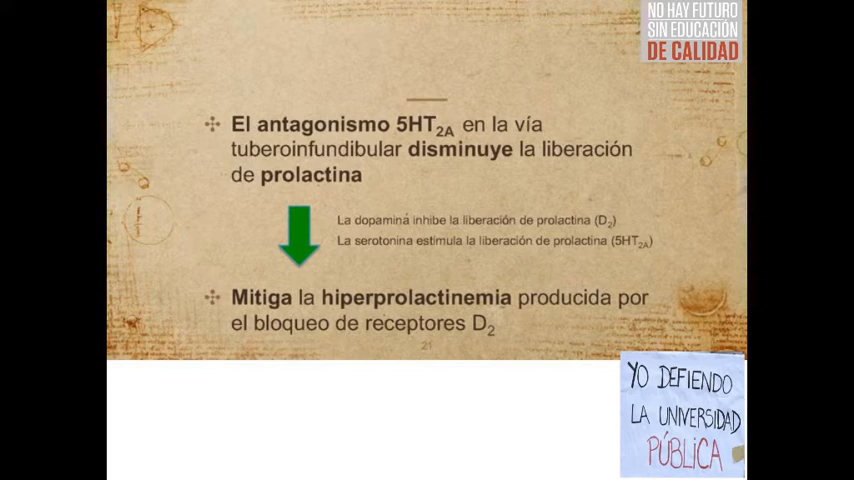 NO HAY FUTURO
SIN EDUCACIÓN
DE CALIDAD
El antagonismo 5HT2A en la vía
tuberoinfundibular disminuye la liberación
de prolactina
La dopamina inhibe la liberación de prolactina (D2)
La serotonina estimula la liberación de prolactina (5HT2A)
Mitiga la hiperprolactinemia producida por
el bloqueo de receptores D2
21
YO DEFIENDO
LA UNIVERSIDAD
PÚBLICA